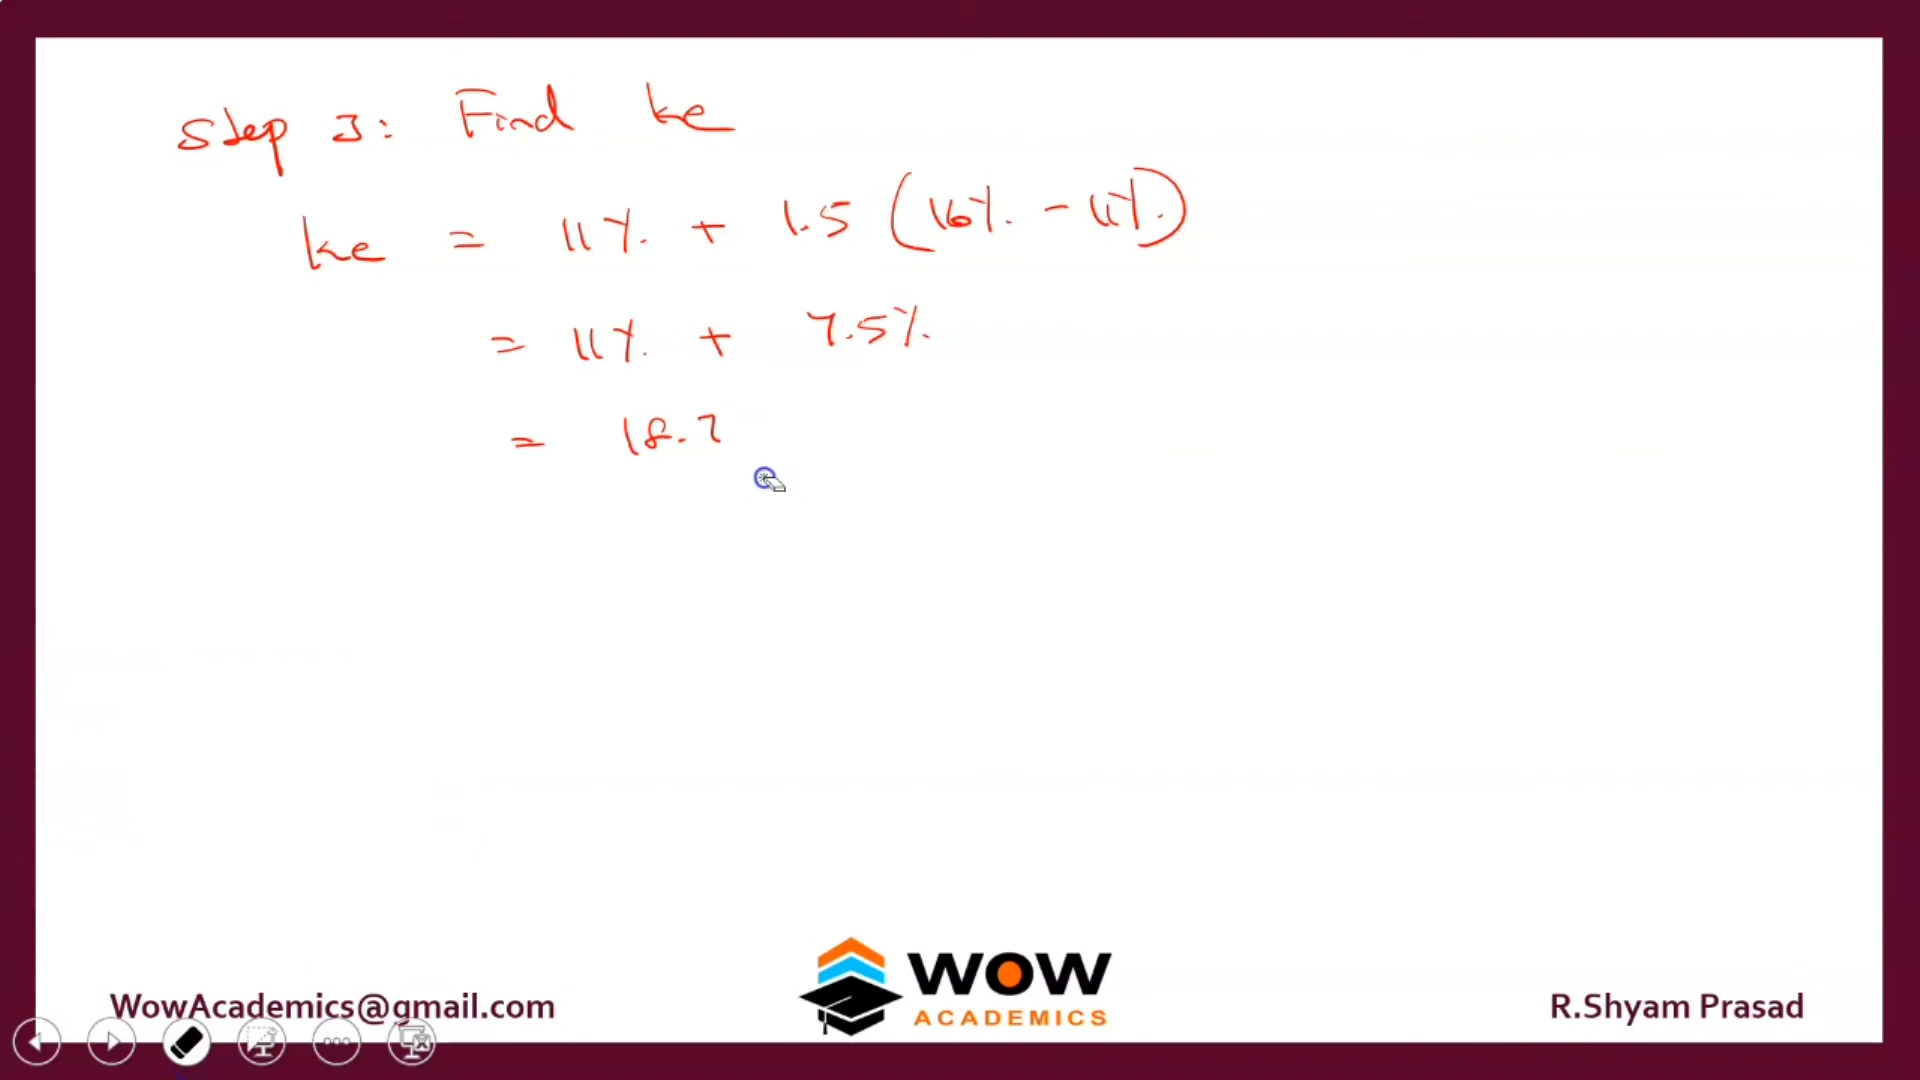 Step 3: Find ke
ke = 11% + 1.5 (16% - 11%)
= 11% + 7.5%
= 18.7
WowAcademics@gmail.com
WOW
ACADEMICS
R.Shyam Prasad